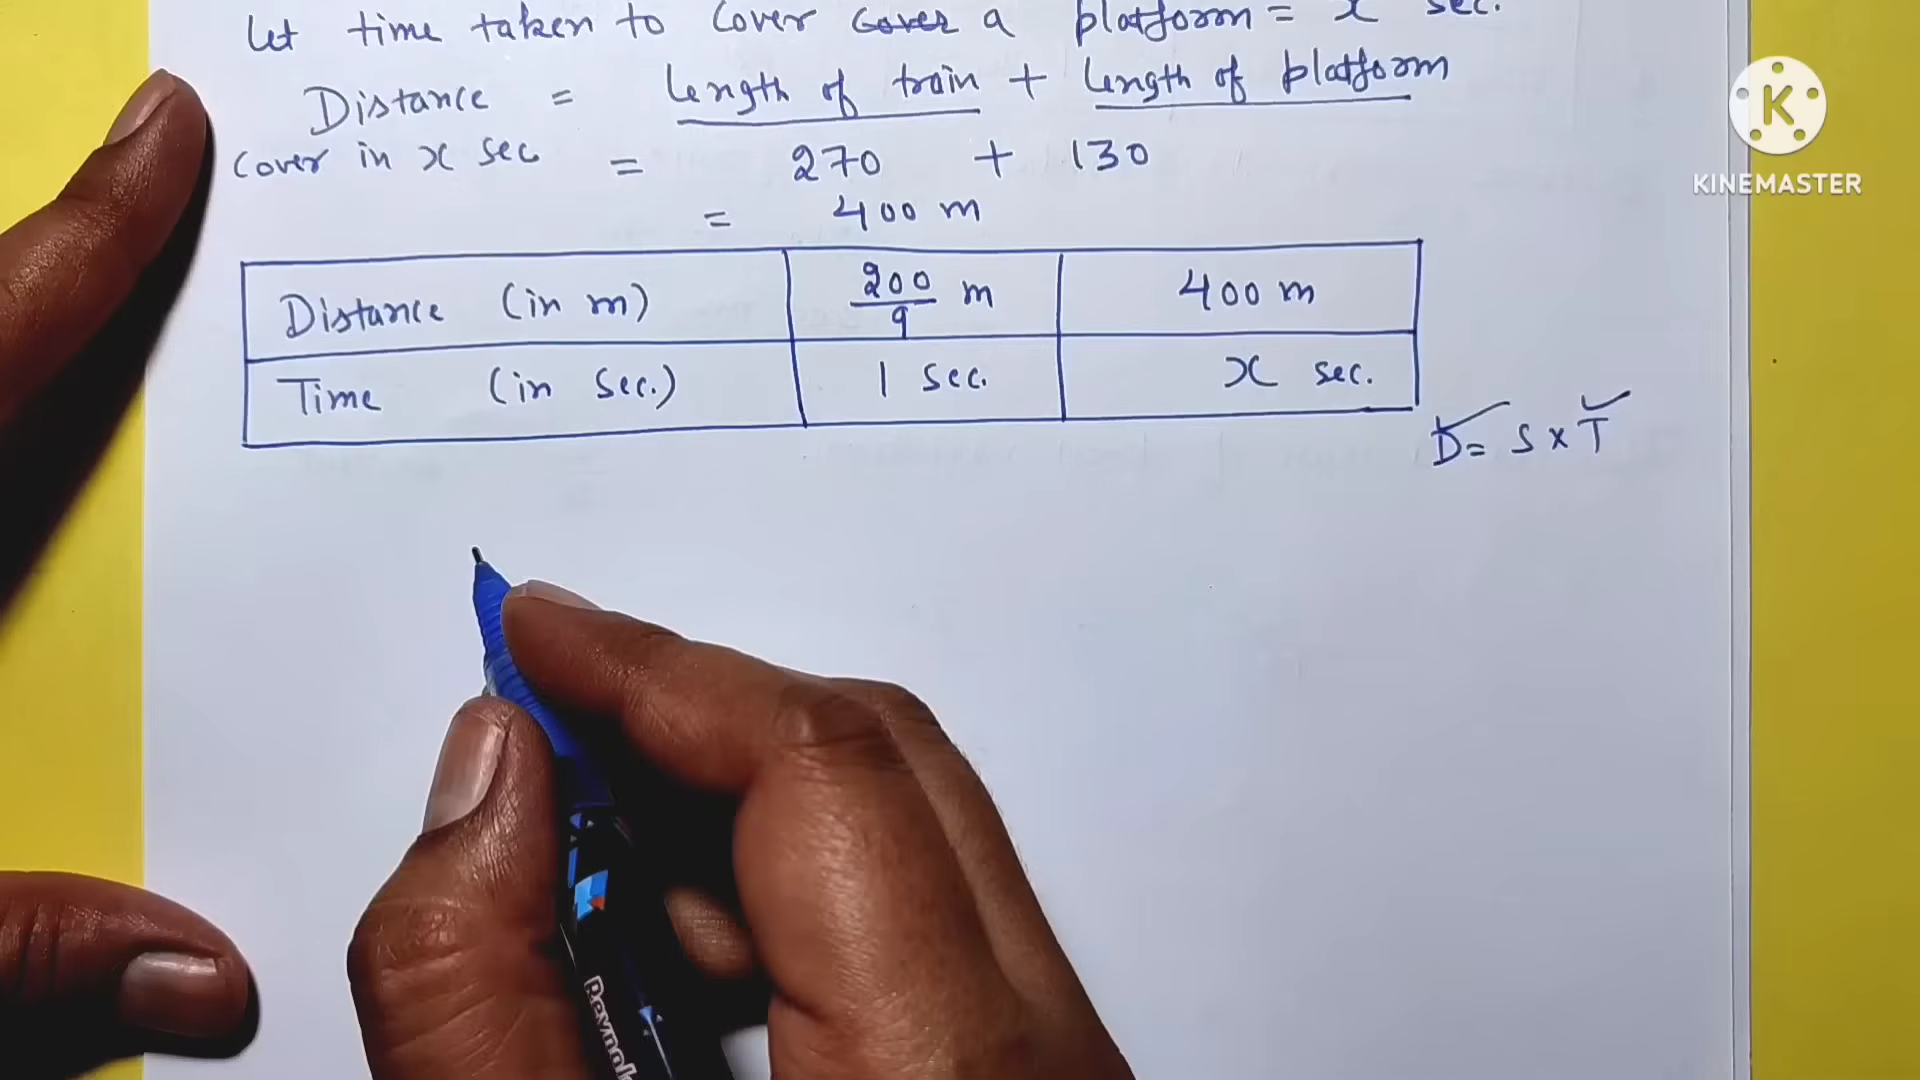 Let time taken to cover cover a platform = x sec.
Distance = length of train + length of platform
cover in x sec = 270 + 130
= 400 m
Distance (in m) 200/9 m 400 m
Time (in sec.) 1 sec. x sec.
D = S × T
K
KINEMASTER